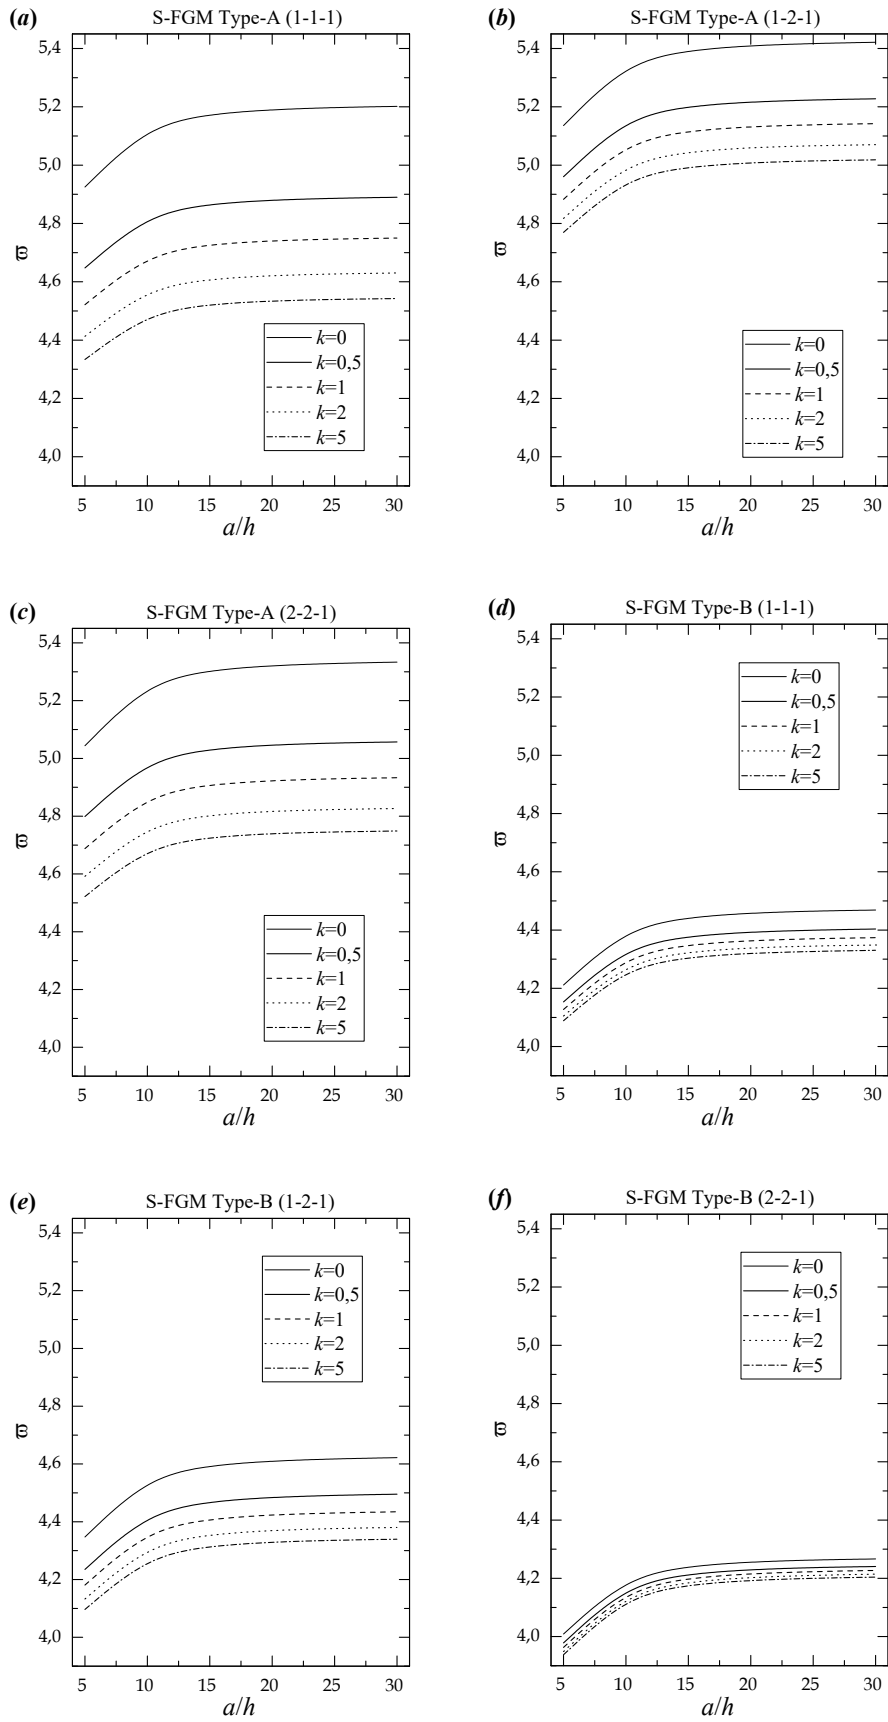 (a)
S-FGM Type-A (1-1-1)
5,4
5,2
5,0
4,8
4,6
4,4
4,2
4,0
ϖ
k=0
k=0,5
k=1
k=2
k=5
5 10 15 20 25 30
a/h
(b)
S-FGM Type-A (1-2-1)
5,4
5,2
5,0
4,8
4,6
4,4
4,2
4,0
ϖ
k=0
k=0,5
k=1
k=2
k=5
5 10 15 20 25 30
a/h
(c)
S-FGM Type-A (2-2-1)
5,4
5,2
5,0
4,8
4,6
4,4
4,2
4,0
ϖ
k=0
k=0,5
k=1
k=2
k=5
5 10 15 20 25 30
a/h
(d)
S-FGM Type-B (1-1-1)
5,4
5,2
5,0
4,8
4,6
4,4
4,2
4,0
ϖ
k=0
k=0,5
k=1
k=2
k=5
5 10 15 20 25 30
a/h
(e)
S-FGM Type-B (1-2-1)
5,4
5,2
5,0
4,8
4,6
4,4
4,2
4,0
ϖ
k=0
k=0,5
k=1
k=2
k=5
5 10 15 20 25 30
a/h
(f)
S-FGM Type-B (2-2-1)
5,4
5,2
5,0
4,8
4,6
4,4
4,2
4,0
ϖ
k=0
k=0,5
k=1
k=2
k=5
5 10 15 20 25 30
a/h